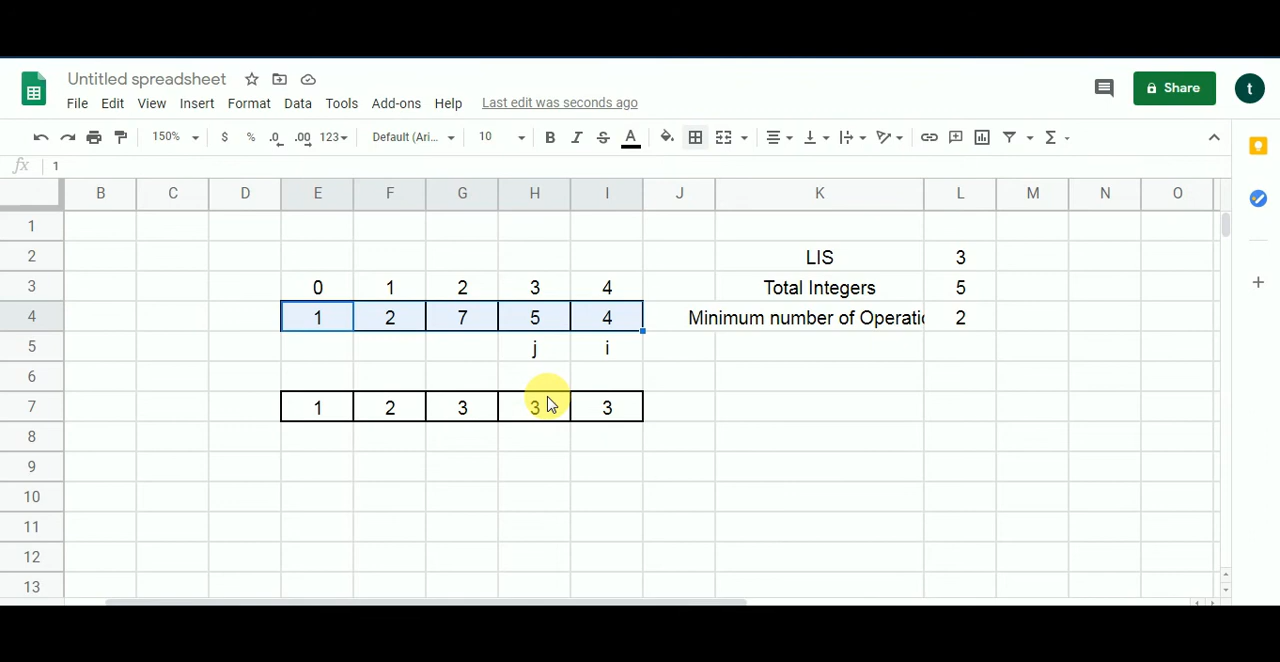 Untitled spreadsheet
File Edit View Insert Format Data Tools Add-ons Help Last edit was seconds ago
Share t
150% $ % .0 .00 123 Default (Ari... 10 B I S A Σ
fx 1
B C D E F G H I J K L M N O
1
2 LIS 3
3 0 1 2 3 4 Total Integers 5
4 1 2 7 5 4 Minimum number of Operatio 2
5 j i
6
7 1 2 3 3 3
8
9
10
11
12
13